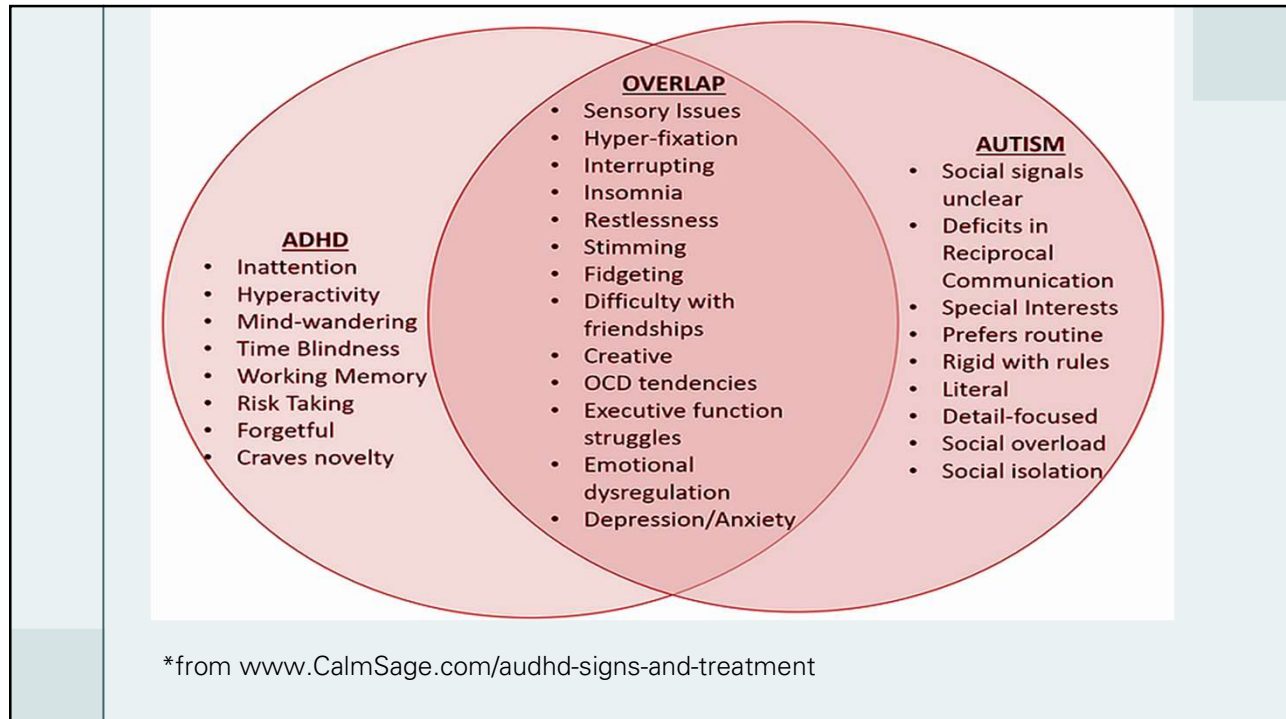 ADHD
• Inattention
• Hyperactivity
• Mind-wandering
• Time Blindness
• Working Memory
• Risk Taking
• Forgetful
• Craves novelty
OVERLAP
• Sensory Issues
• Hyper-fixation
• Interrupting
• Insomnia
• Restlessness
• Stimming
• Fidgeting
• Difficulty with
friendships
• Creative
• OCD tendencies
• Executive function
struggles
• Emotional
dysregulation
• Depression/Anxiety
AUTISM
• Social signals
unclear
• Deficits in
Reciprocal
Communication
• Special Interests
• Prefers routine
• Rigid with rules
• Literal
• Detail-focused
• Social overload
• Social isolation
*from www.CalmSage.com/audhd-signs-and-treatment